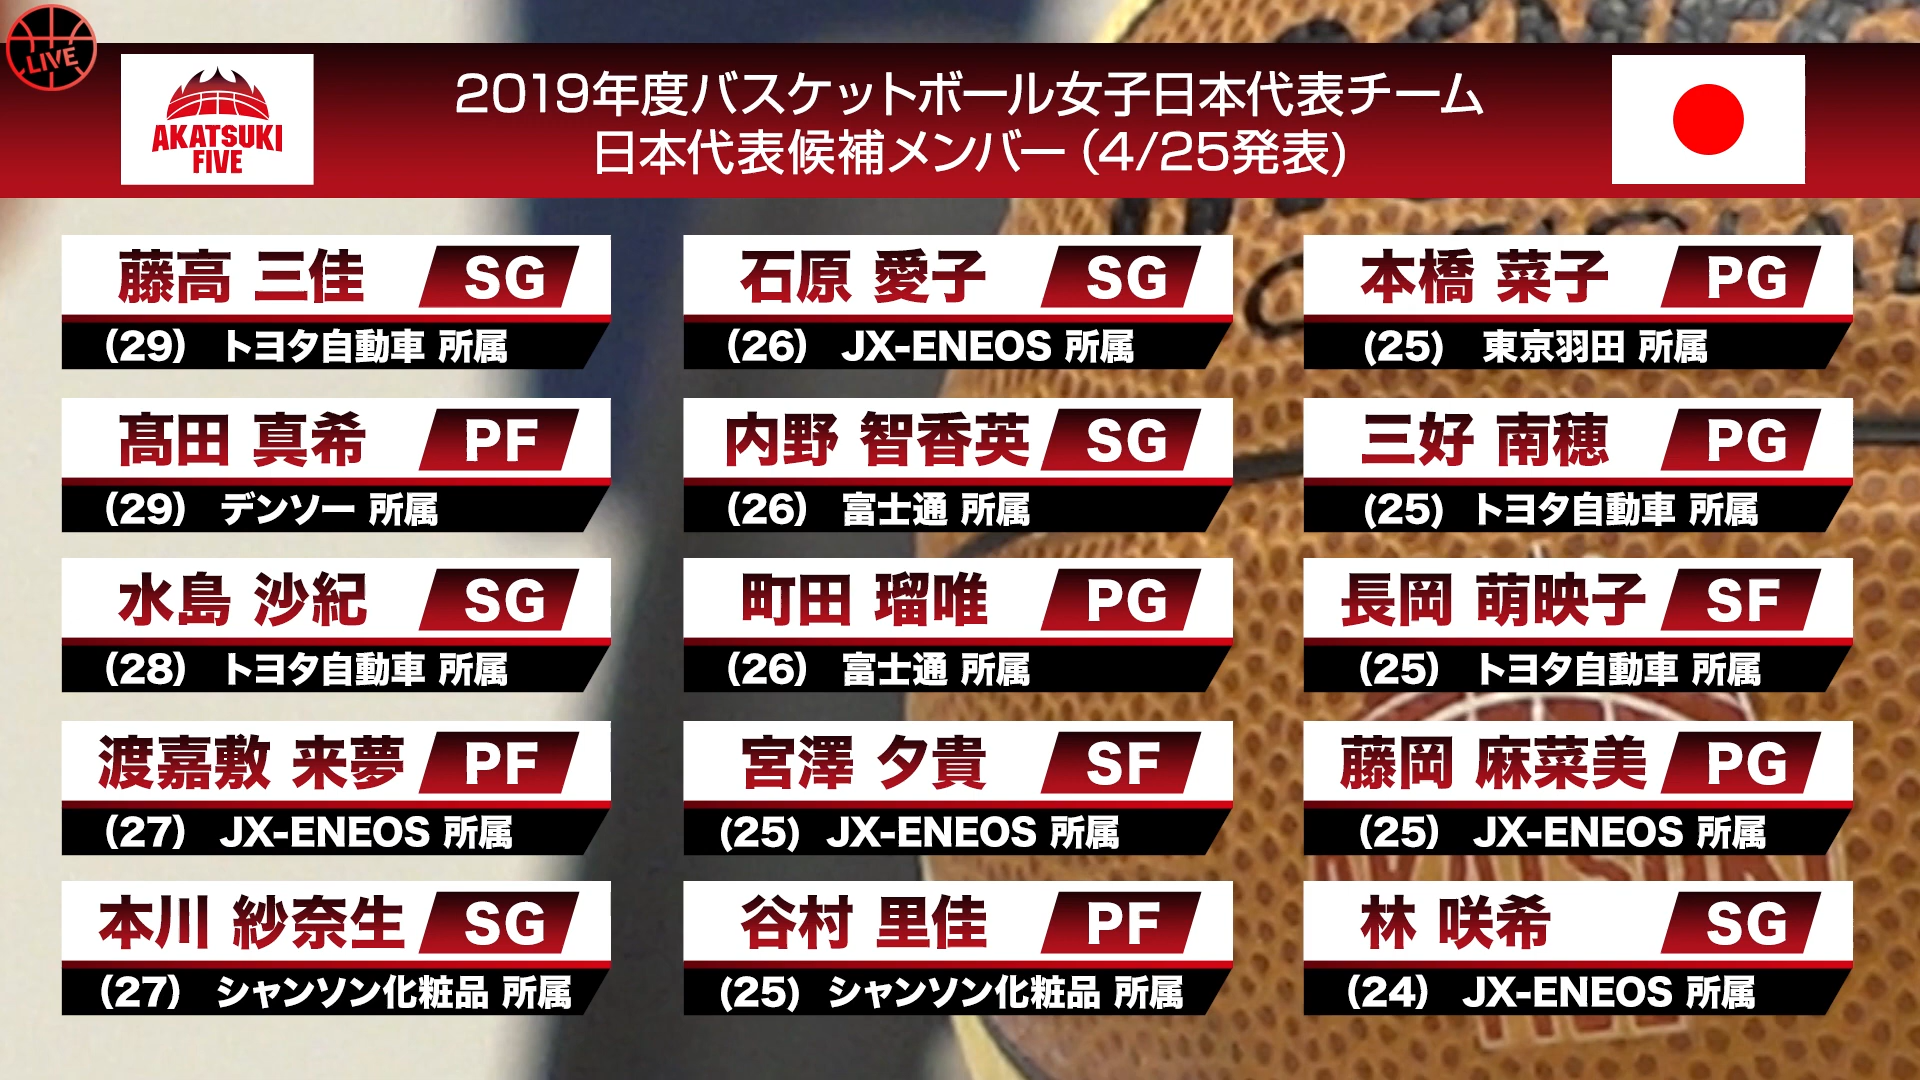 LIVE
AKATSUKI
FIVE
2019年度バスケットボール女子日本代表チーム
日本代表候補メンバー（4/25発表）
藤高 三佳 SG
（29） トヨタ自動車 所属
石原 愛子 SG
（26） JX-ENEOS 所属
本橋 菜子 PG
（25） 東京羽田 所属
髙田 真希 PF
（29） デンソー 所属
内野 智香英 SG
（26） 富士通 所属
三好 南穂 PG
（25） トヨタ自動車 所属
水島 沙紀 SG
（28） トヨタ自動車 所属
町田 瑠唯 PG
（26） 富士通 所属
長岡 萌映子 SF
（25） トヨタ自動車 所属
渡嘉敷 来夢 PF
（27） JX-ENEOS 所属
宮澤 夕貴 SF
（25） JX-ENEOS 所属
藤岡 麻菜美 PG
（25） JX-ENEOS 所属
本川 紗奈生 SG
（27） シャンソン化粧品 所属
谷村 里佳 PF
（25） シャンソン化粧品 所属
林 咲希 SG
（24） JX-ENEOS 所属